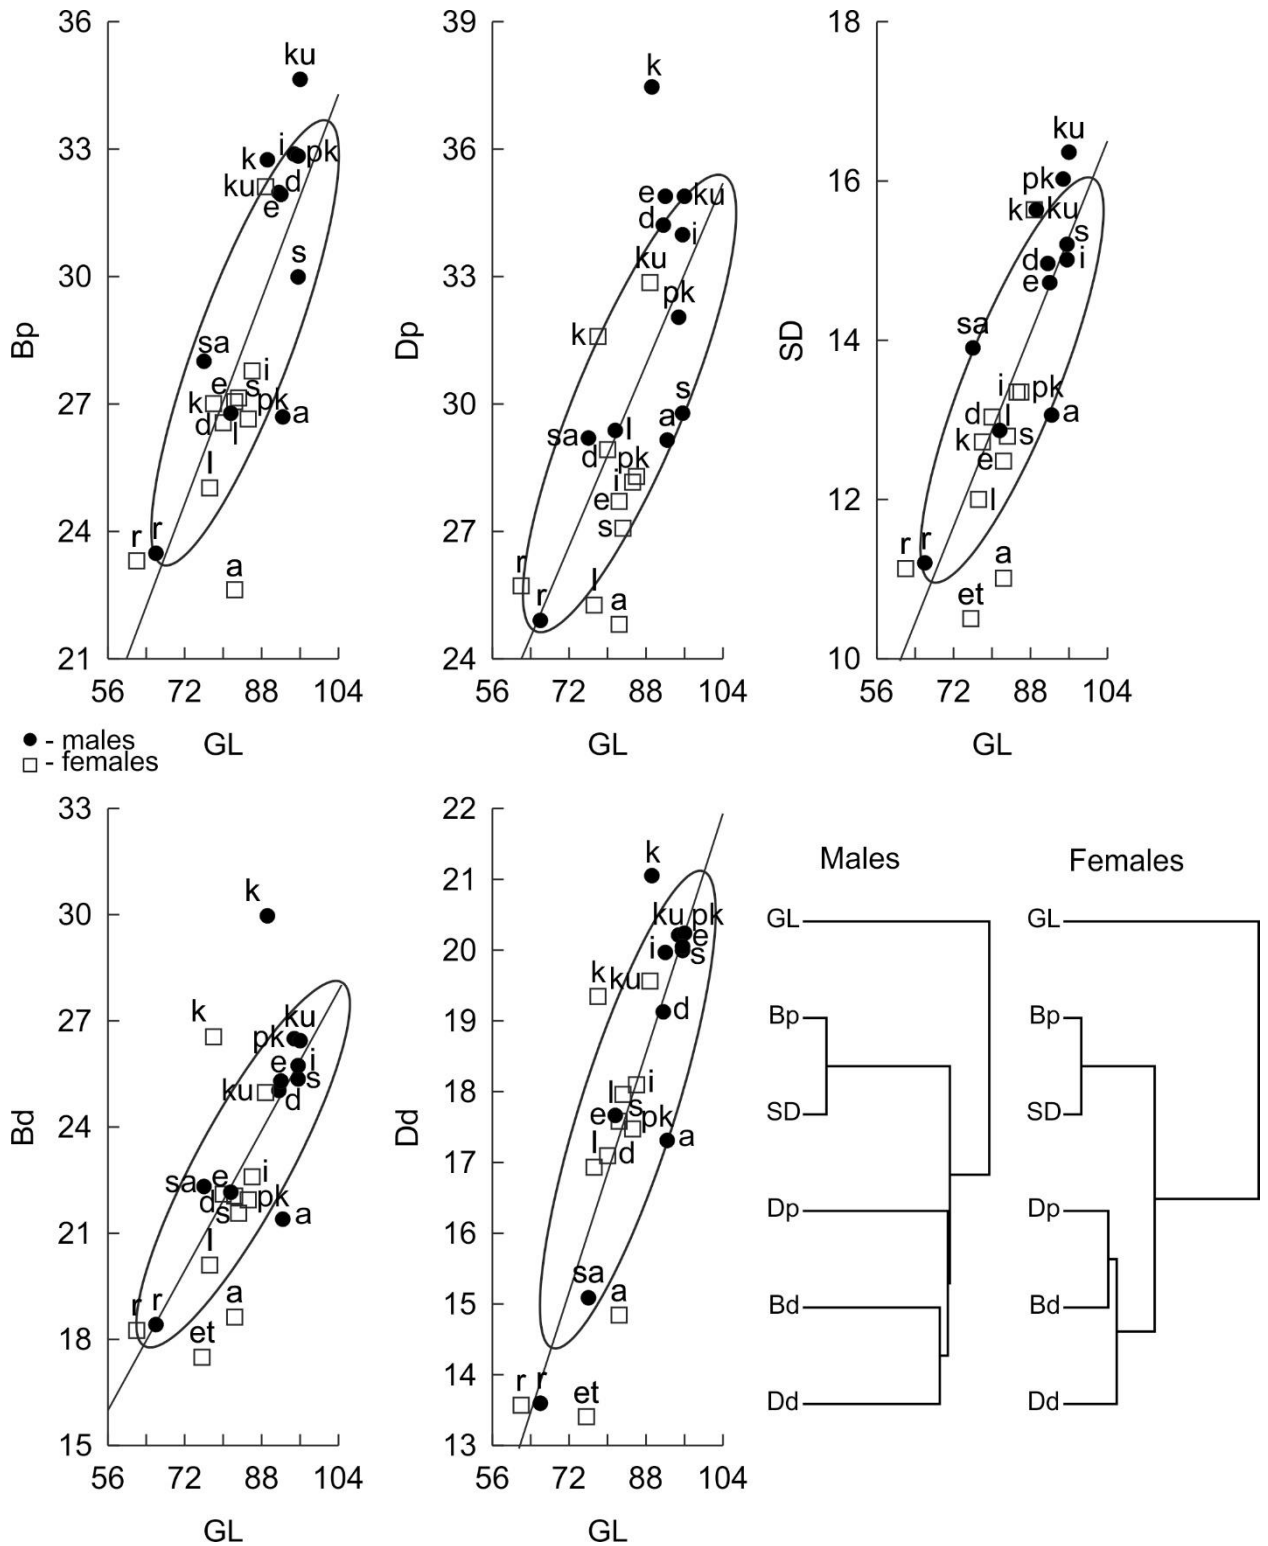 36
33
30
27
24
21
Bp
ku
k
i
pk
ku
d
e
s
sa
e
i
k
s
pk
a
d
l
l
r
r
a
56 72 88 104
GL
39
36
33
30
27
24
Dp
k
e
ku
d
i
ku
pk
k
s
a
sa
l
d
pk
i
e
s
r
r
l
a
56 72 88 104
GL
18
16
14
12
10
SD
ku
pk
k
ku
s
d
i
e
sa
i
pk
d
l
a
k
s
e
l
r
r
a
et
56 72 88 104
GL
- males
- females
33
30
27
24
21
18
15
Bd
k
k
ku
pk
e
i
s
ku
d
sa
e
i
d
pk
s
a
l
r
r
a
et
56 72 88 104
GL
22
21
20
19
18
17
16
15
14
13
Dd
k
ku
pk
e
i
s
k
ku
d
i
l
s
e
pk
a
l
d
sa
a
r
r
et
56 72 88 104
GL
Males
GL
Bp
SD
Dp
Bd
Dd
Females
GL
Bp
SD
Dp
Bd
Dd